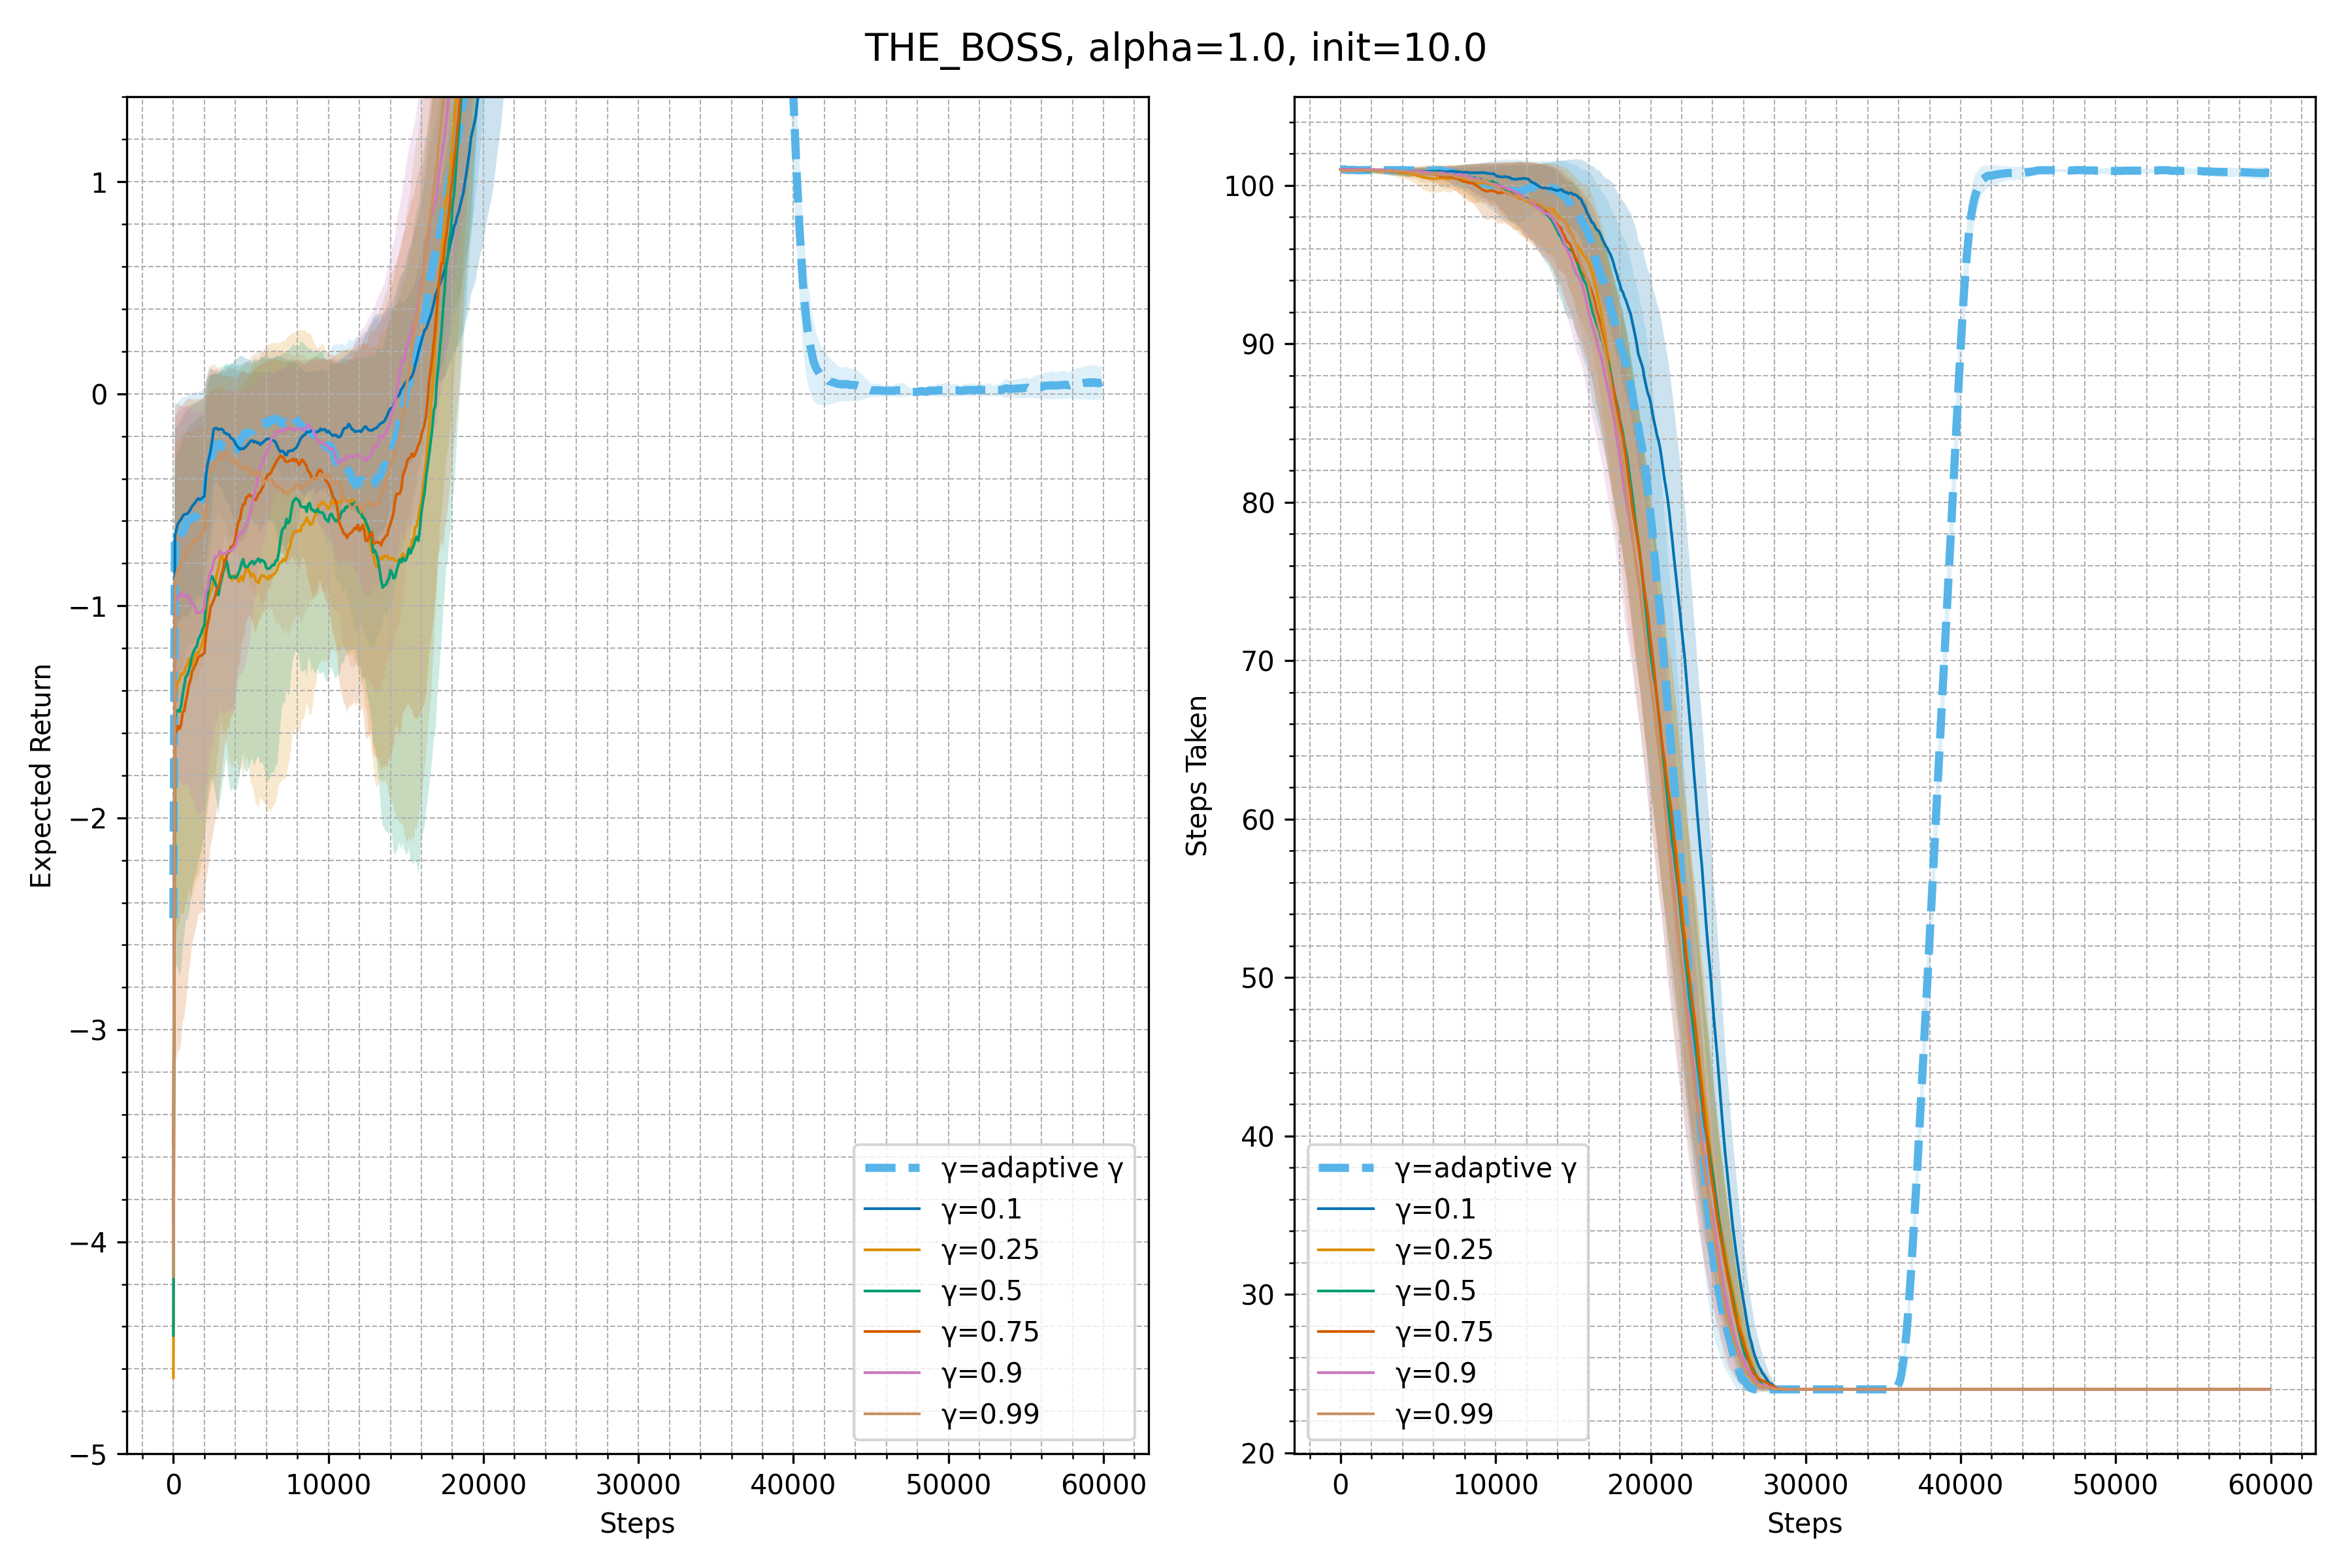 THE_BOSS, alpha=1.0, init=10.0
Expected Return
1
0
−1
−2
−3
−4
−5
0 10000 20000 30000 40000 50000 60000
Steps
γ=adaptive γ
γ=0.1
γ=0.25
γ=0.5
γ=0.75
γ=0.9
γ=0.99
Steps Taken
100
90
80
70
60
50
40
30
20
0 10000 20000 30000 40000 50000 60000
Steps
γ=adaptive γ
γ=0.1
γ=0.25
γ=0.5
γ=0.75
γ=0.9
γ=0.99